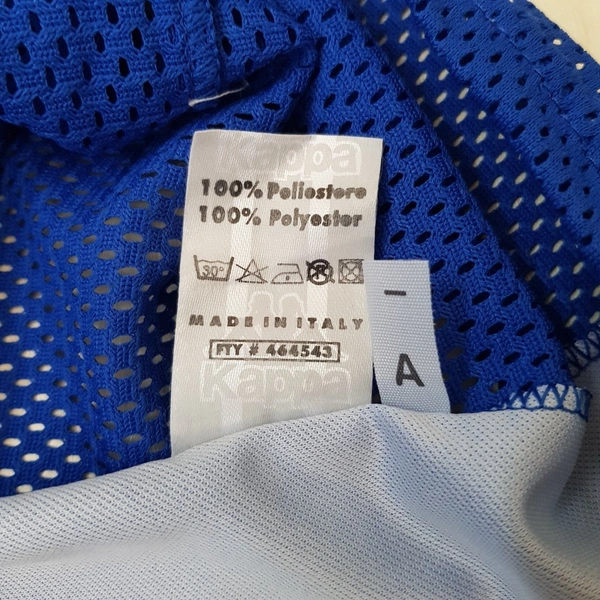 Kappa
100% Poliestere
100% Polyester
30°
MADE IN ITALY
FTY # 464543
Kappa
I
A